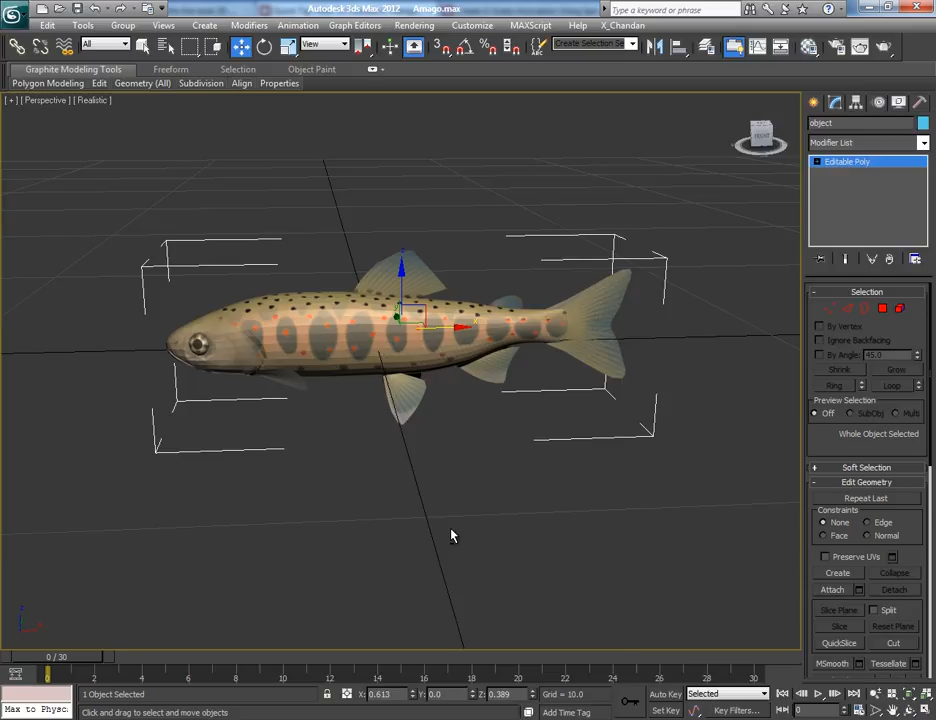 Autodesk 3ds Max 2012    Amago.max
Type a keyword or phrase
Edit Tools Group Views Create Modifiers Animation Graph Editors Rendering Customize MAXScript Help X_Chandan
All View Create Selection Se
Graphite Modeling Tools Freeform Selection Object Paint
Polygon Modeling Edit Geometry (All) Subdivision Align Properties
[ + ] [ Perspective ] [ Realistic ]
FRONT
object
Modifier List
Editable Poly
Selection
By Vertex
Ignore Backfacing
By Angle: 45.0
Shrink Grow
Ring Loop
Preview Selection
Off SubObj Multi
Whole Object Selected
Soft Selection
Edit Geometry
Repeat Last
Constraints
None Edge
Face Normal
Preserve UVs
Create Collapse
Attach Detach
Slice Plane Split
Slice Reset Plane
QuickSlice Cut
MSmooth Tessellate
0 / 30
0 2 4 6 8 10 12 14 16 18 20 22 24 26 28 30
1 Object Selected X: 0.613 Y: 0.0 Z: 0.389 Grid = 10.0 Auto Key Selected
Max to Physc
Click and drag to select and move objects Add Time Tag Set Key Key Filters... 0